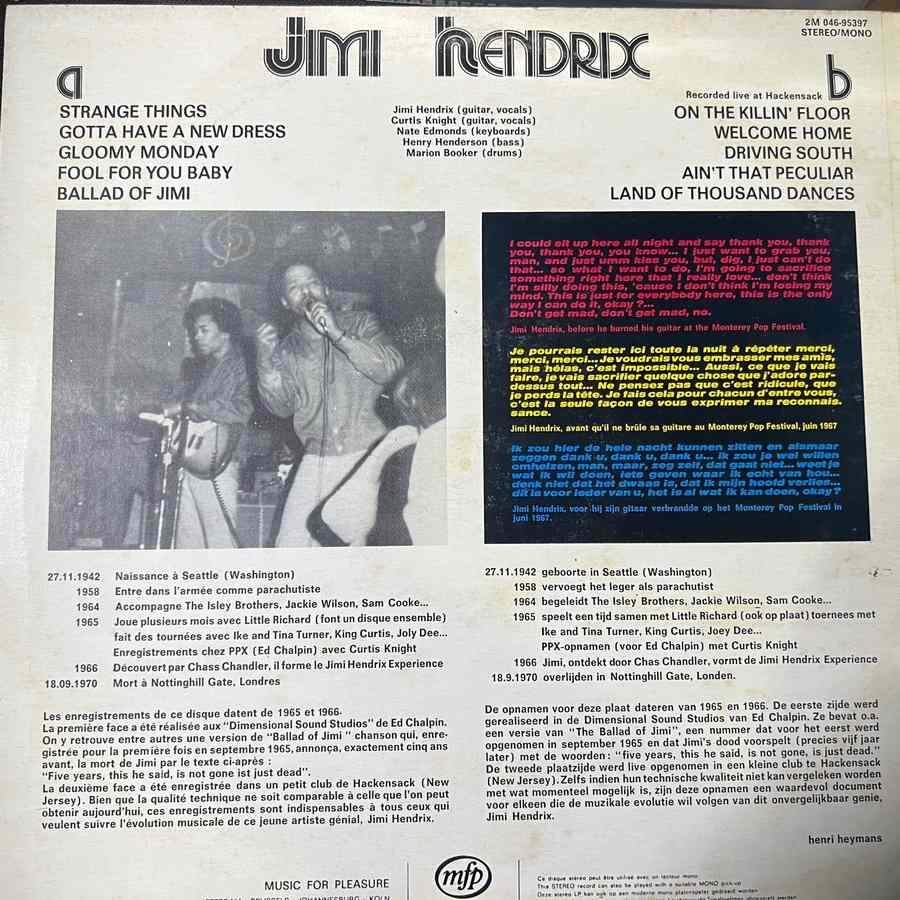 2M 046-95397
STEREO/MONO
JIMI HENDRIX
a
STRANGE THINGS
GOTTA HAVE A NEW DRESS
GLOOMY MONDAY
FOOL FOR YOU BABY
BALLAD OF JIMI
Jimi Hendrix (guitar, vocals)
Curtis Knight (guitar, vocals)
Nate Edmonds (keyboards)
Henry Henderson (bass)
Marion Booker (drums)
Recorded live at Hackensack b
ON THE KILLIN' FLOOR
WELCOME HOME
DRIVING SOUTH
AIN'T THAT PECULIAR
LAND OF THOUSAND DANCES
I could sit up here all night and say thank you, thank
you, thank you, you know... I just want to grab you,
man, and just umm kiss you, but, dig, I just can't do
that... so what I want to do, I'm going to sacrifice
something right here that I really love... don't think
I'm silly doing this, 'cause I don't think I'm losing my
mind. This is just for everybody here, this is the only
way I can do it, okay ?...
Don't get mad, don't get mad, no.
Jimi Hendrix, before he burned his guitar at the Monterey Pop Festival.
Je pourrais rester ici toute la nuit à répéter merci,
merci, merci... Je voudrais vous embrasser mes amis,
mais hélas, c'est impossible... Aussi, ce que je vais
faire, je vais sacrifier quelque chose que j'adore par-
dessus tout... Ne pensez pas que c'est ridicule, que
je perds la tête. Je fais cela pour chacun d'entre vous,
c'est la seule façon de vous exprimer ma reconnais.
sance.
Jimi Hendrix, avant qu'il ne brûle sa guitare au Monterey Pop Festival, juin 1967
Ik zou hier de hele nacht kunnen zitten en alsmaar
zeggen dank u, dank u, dank u... ik zou je wel willen
omhelzen, man, maar, zeg zelf, dat gaat niet... weet je
wat ik wil doen, iets geven waar ik echt van hou...
denk niet dat het dwaas is, dat ik mijn hoofd verlies...
dit is voor ieder van u, het is al wat ik kan doen, okay ?
Jimi Hendrix, voor hij zijn gitaar verbrandde op het Monterey Pop Festival in
juni 1967.
27.11.1942 Naissance à Seattle (Washington)
1958 Entre dans l'armée comme parachutiste
1964 Accompagne The Isley Brothers, Jackie Wilson, Sam Cooke...
1965 Joue plusieurs mois avec Little Richard (font un disque ensemble)
fait des tournées avec Ike and Tina Turner, King Curtis, Joly Dee...
Enregistrements chez PPX (Ed Chalpin) avec Curtis Knight
1966 Découvert par Chass Chandler, il forme le Jimi Hendrix Experience
18.09.1970 Mort à Nottinghill Gate, Londres
27.11.1942 geboorte in Seattle (Washington)
1958 vervoegt het leger als parachutist
1964 begeleidt The Isley Brothers, Jackie Wilson, Sam Cooke...
1965 speelt een tijd samen met Little Richard (ook op plaat) toernees met
Ike and Tina Turner, King Curtis, Joey Dee...
PPX-opnamen (voor Ed Chalpin) met Curtis Knight
1966 Jimi, ontdekt door Chas Chandler, vormt de Jimi Hendrix Experience
18.9.1970 overlijden in Nottinghill Gate, Londen.
Les enregistrements de ce disque datent de 1965 et 1966.
La première face a été réalisée aux "Dimensional Sound Studios" de Ed Chalpin.
On y retrouve entre autres une version de "Ballad of Jimi " chanson qui, enre-
gistrée pour la première fois en septembre 1965, annonça, exactement cinq ans
avant, la mort de Jimi par le texte ci-après :
"Five years, this he said, is not gone ist just dead".
La deuxième face a été enregistrée dans un petit club de Hackensack (New
Jersey). Bien que la qualité technique ne soit comparable à celle que l'on peut
obtenir aujourd'hui, ces enregistrements sont indispensables à tous ceux qui
veulent suivre l'évolution musicale de ce jeune artiste génial, Jimi Hendrix.
De opnamen voor deze plaat dateren van 1965 en 1966. De eerste zijde werd
gerealiseerd in de Dimensional Sound Studios van Ed Chalpin. Ze bevat o.a.
een versie van "The Ballad of Jimi", een nummer dat voor het eerst werd
opgenomen in september 1965 en dat Jimi's dood voorspelt (precies vijf jaar
later) met de woorden : "five years, this he said, is not gone, is just dead."
De tweede plaatzijde werd live opgenomen in een kleine club te Hackensack
(New Jersey). Zelfs indien hun technische kwaliteit niet kan vergeleken worden
met wat momenteel mogelijk is, zijn deze opnamen een waardevol document
voor elkeen die de muzikale evolutie wil volgen van dit onvergelijkbaar genie,
Jimi Hendrix.
henri heymans
MUSIC FOR PLEASURE
mfp
Ce disque stéréo peut être utilisé avec un lecteur mono.
This STEREO record can also be played with a suitable MONO pick-up
Deze stereo LP kan ook op een moderne mono platenspeler gedraaid worden